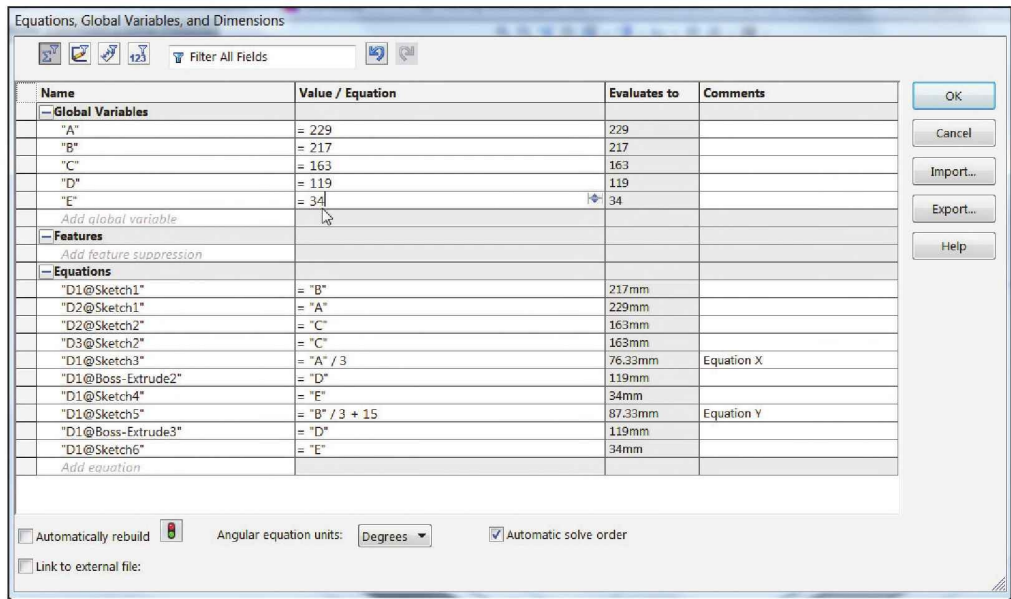 Equations, Global Variables, and Dimensions
Filter All Fields
Name Value / Equation Evaluates to Comments
Global Variables
"A" = 229 229
"B" = 217 217
"C" = 163 163
"D" = 119 119
"E" = 34 34
Add global variable
Features
Add feature suppression
Equations
"D1@Sketch1" = "B" 217mm
"D2@Sketch1" = "A" 229mm
"D2@Sketch2" = "C" 163mm
"D3@Sketch2" = "C" 163mm
"D1@Sketch3" = "A" / 3 76.33mm Equation X
"D1@Boss-Extrude2" = "D" 119mm
"D1@Sketch4" = "E" 34mm
"D1@Sketch5" = "B" / 3 + 15 87.33mm Equation Y
"D1@Boss-Extrude3" = "D" 119mm
"D1@Sketch6" = "E" 34mm
Add equation
OK
Cancel
Import...
Export...
Help
Automatically rebuild Angular equation units: Degrees Automatic solve order
Link to external file: